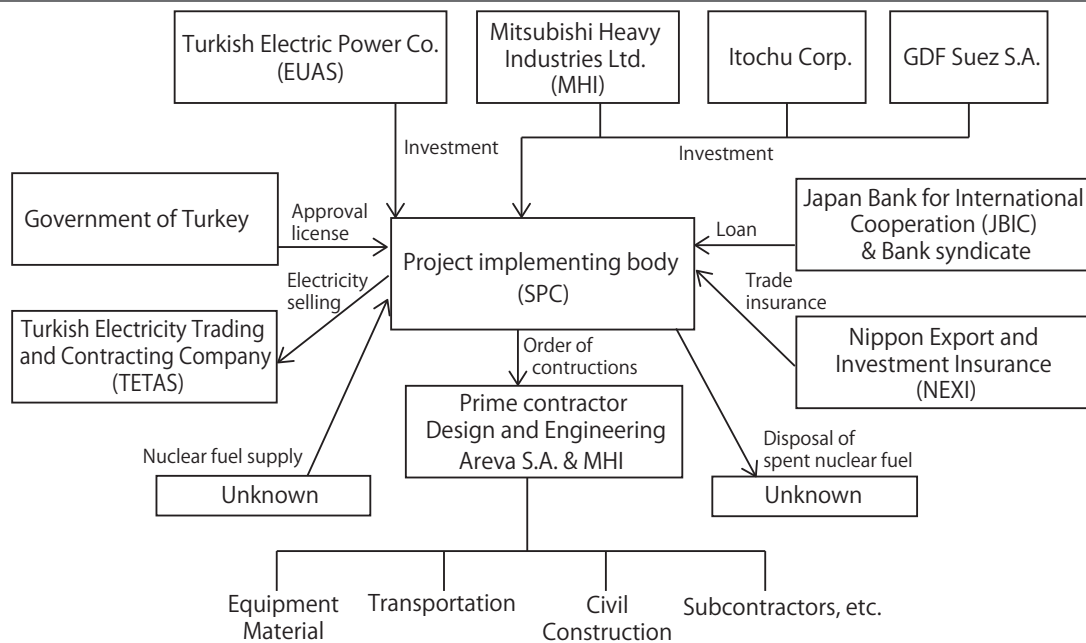 Turkish Electric Power Co.
(EUAS)
Mitsubishi Heavy
Industries Ltd.
(MHI)
Itochu Corp.
GDF Suez S.A.
Investment
Investment
Government of Turkey
Approval
license
Project implementing body
(SPC)
Loan
Japan Bank for International
Cooperation (JBIC)
& Bank syndicate
Electricity
selling
Trade
insurance
Turkish Electricity Trading
and Contracting Company
(TETAS)
Nippon Export and
Investment Insurance
(NEXI)
Order of
contructions
Prime contractor
Design and Engineering
Areva S.A. & MHI
Nuclear fuel supply
Unknown
Disposal of
spent nuclear fuel
Unknown
Equipment
Material
Transportation
Civil
Construction
Subcontractors, etc.